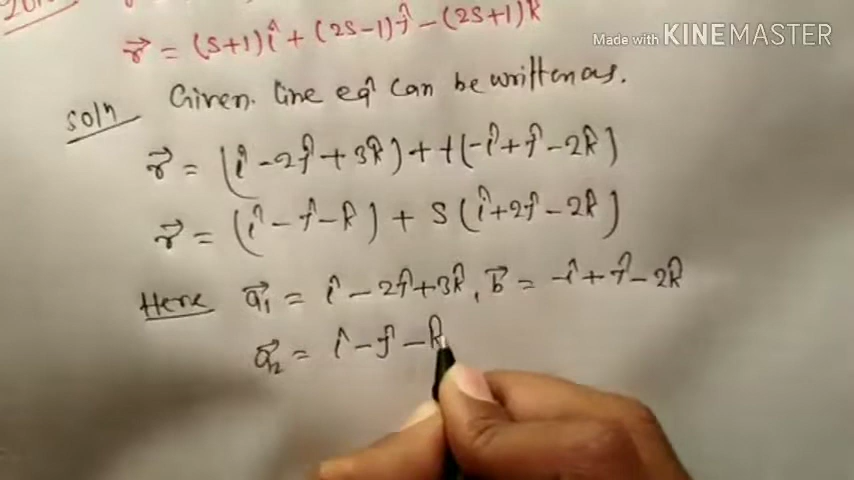 r⃗ = (s+1)î + (2s-1)ĵ - (2s+1)k̂
Made with KINEMASTER
Soln Given. line eqn can be written as.
r⃗ = (î - 2ĵ + 3k̂) + t(-î + ĵ - 2k̂)
r⃗ = (î - ĵ - k̂) + s(î + 2ĵ - 2k̂)
Here a⃗₁ = î - 2ĵ + 3k̂, b⃗ = -î + ĵ - 2k̂
a⃗₂ = î - ĵ - k̂